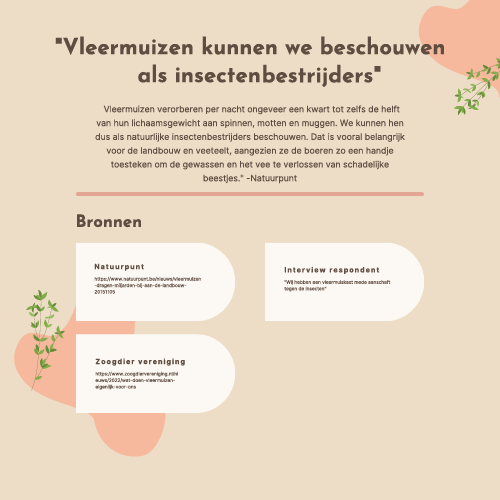 "Vleermuizen kunnen we beschouwen
als insectenbestrijders"
Vleermuizen verorberen per nacht ongeveer een kwart tot zelfs de helft
van hun lichaamsgewicht aan spinnen, motten en muggen. We kunnen hen
dus als natuurlijke insectenbestrijders beschouwen. Dat is vooral belangrijk
voor de landbouw en veeteelt, aangezien ze de boeren zo een handje
toesteken om de gewassen en het vee te verlossen van schadelijke
beestjes." -Natuurpunt
Bronnen
Natuurpunt
https://www.natuurpunt.be/nieuws/vleermuizen
-dragen-miljarden-bij-aan-de-landbouw-
20151105
Interview respondent
"Wij hebben een vleermuiskast mede aanschaft
tegen de insecten"
Zoogdier vereniging
https://www.zoogdiervereniging.nl/ni
euws/2022/wat-doen-vleermuizen-
eigenlijk-voor-ons